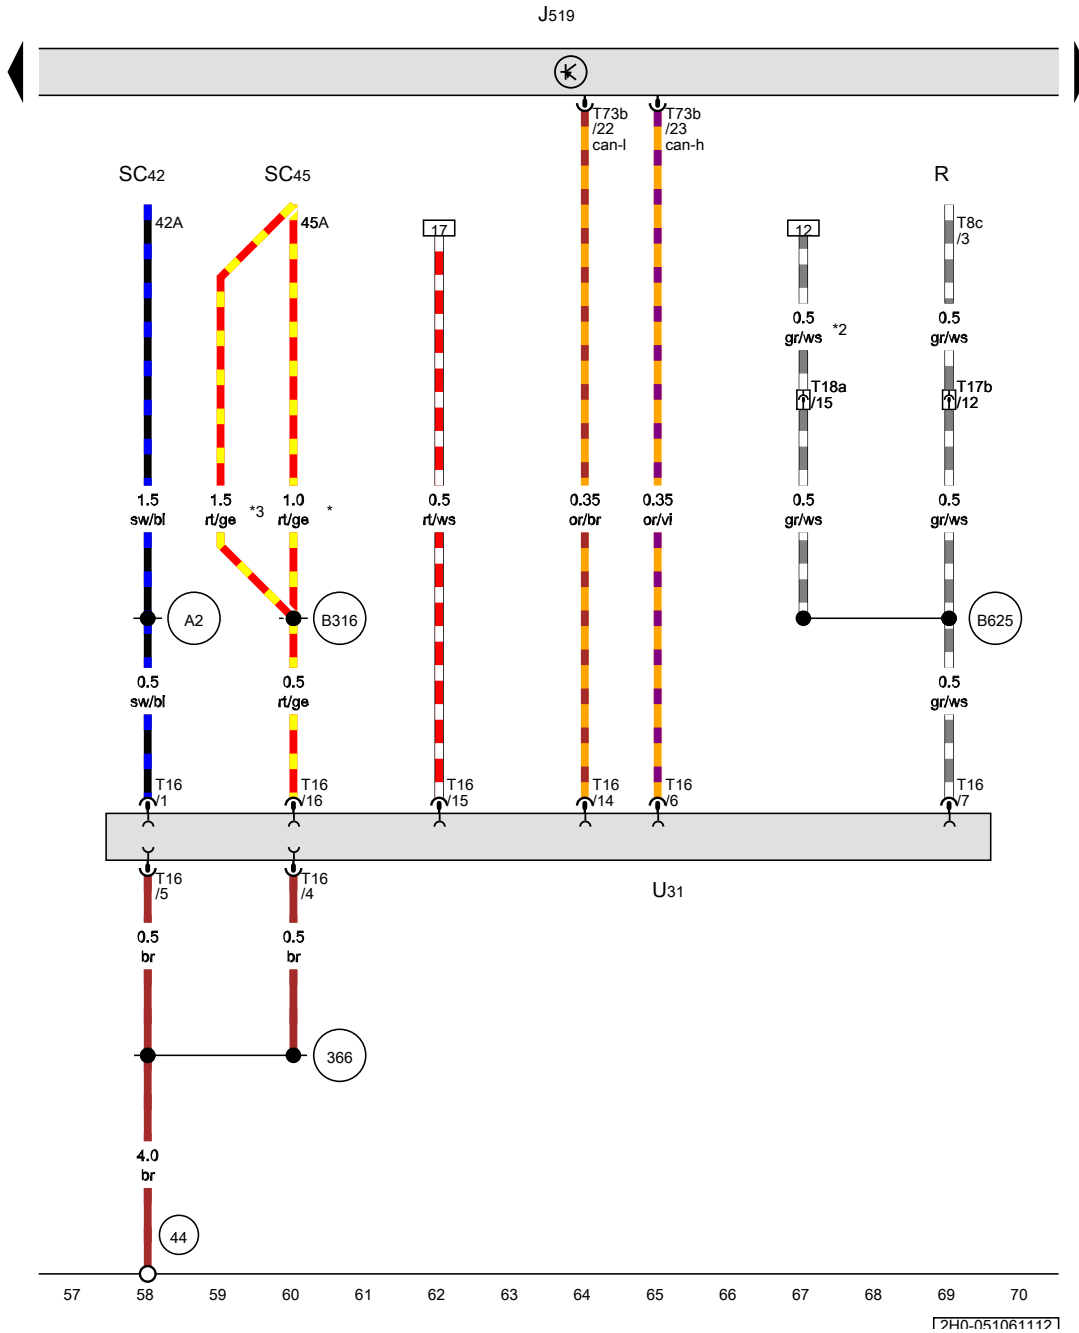 J519
T73b
/22
can-l
T73b
/23
can-h
SC42
SC45
R
42A
45A
17
12
T8c
/3
0.5
gr/ws
*2
0.5
gr/ws
T18a
/15
T17b
/12
1.5
sw/bl
1.5
rt/ge
*3
1.0
rt/ge
*
0.5
rt/ws
0.35
or/br
0.35
or/vi
0.5
gr/ws
0.5
gr/ws
A2
B316
B625
0.5
sw/bl
0.5
rt/ge
0.5
gr/ws
T16
/1
T16
/16
T16
/15
T16
/14
T16
/6
T16
/7
T16
/5
T16
/4
U31
0.5
br
0.5
br
366
4.0
br
44
57 58 59 60 61 62 63 64 65 66 67 68 69 70
2H0-051061112